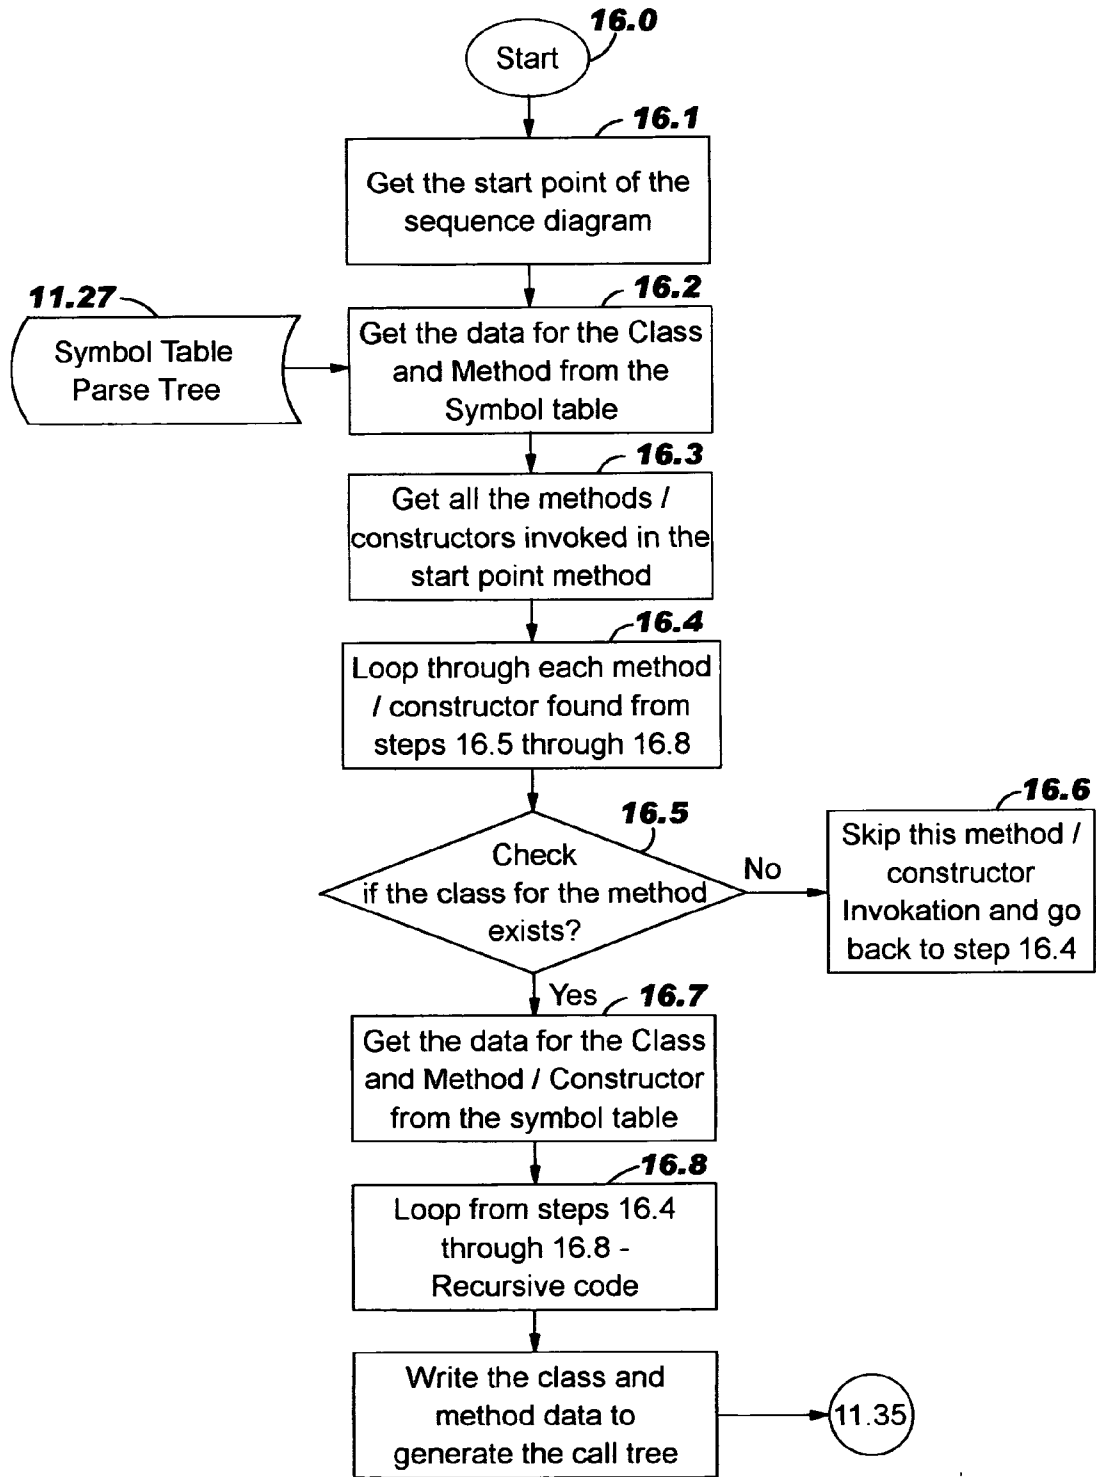 16.0
Start
16.1
Get the start point of the
sequence diagram
11.27
Symbol Table
Parse Tree
16.2
Get the data for the Class
and Method from the
Symbol table
16.3
Get all the methods /
constructors invoked in the
start point method
16.4
Loop through each method
/ constructor found from
steps 16.5 through 16.8
16.5
Check
if the class for the method
exists?
No
16.6
Skip this method /
constructor
Invokation and go
back to step 16.4
Yes
16.7
Get the data for the Class
and Method / Constructor
from the symbol table
16.8
Loop from steps 16.4
through 16.8 -
Recursive code
Write the class and
method data to
generate the call tree
11.35